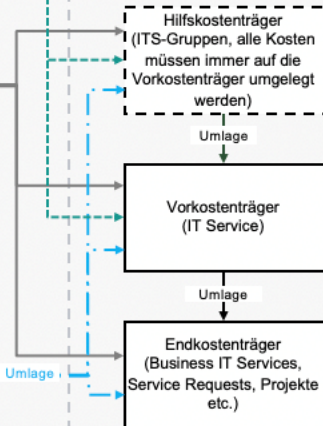 Hilfskostenträger
(ITS-Gruppen, alle Kosten
müssen immer auf die
Vorkostenträger umgelegt
werden)
Umlage
Vorkostenträger
(IT Service)
Umlage
Endkostenträger
(Business IT Services,
Service Requests, Projekte
etc.)
Umlage